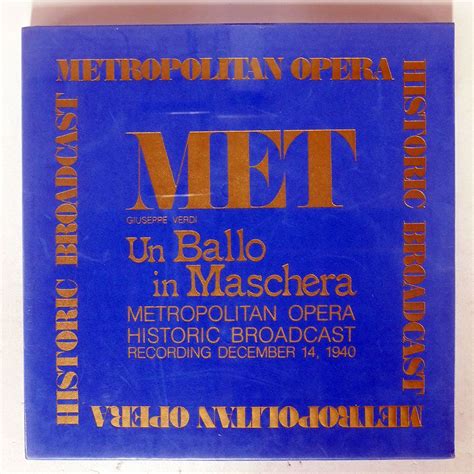 METROPOLITAN OPERA
HISTORIC BROADCAST
MET
GIUSEPPE VERDI
Un Ballo
in Maschera
METROPOLITAN OPERA
HISTORIC BROADCAST
RECORDING DECEMBER 14, 1940
HISTORIC BROADCAST
METROPOLITAN OPERA